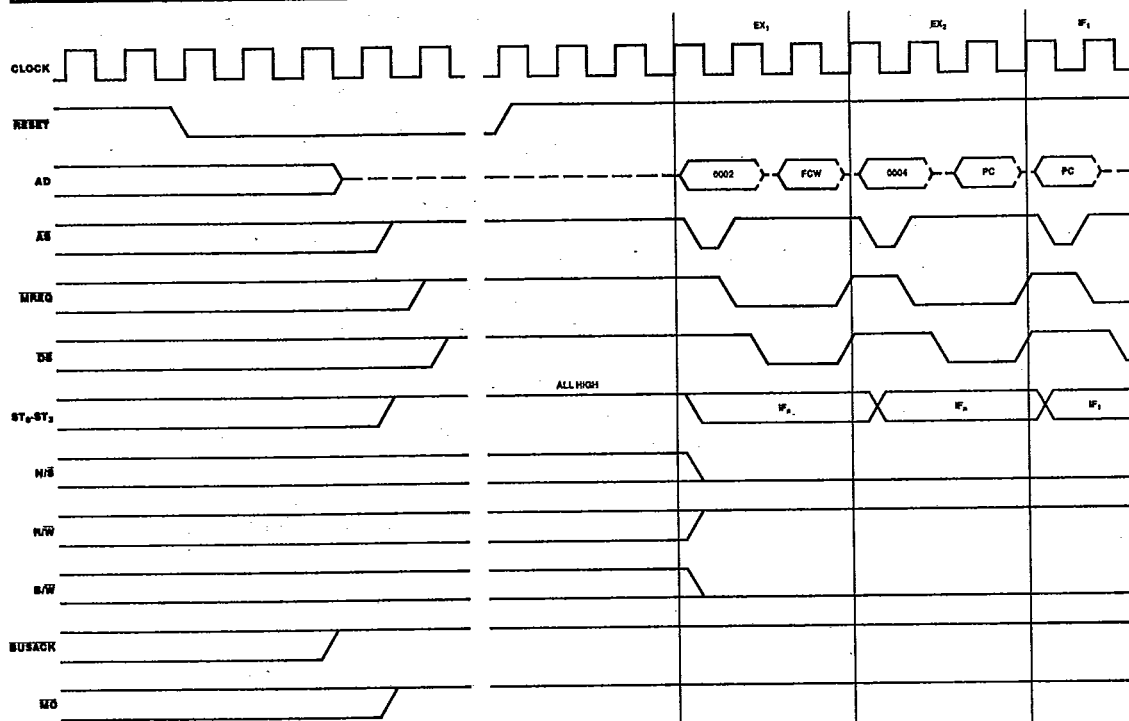 EX₁ EX₂ IF₁
CLOCK
RESET
AD 0002 FCW 0004 PC PC
AS
MREQ
DS
ALL HIGH
ST₀-ST₃ IFₙ IFₙ IF₁
N/S
R/W
B/W
BUSACK
MO